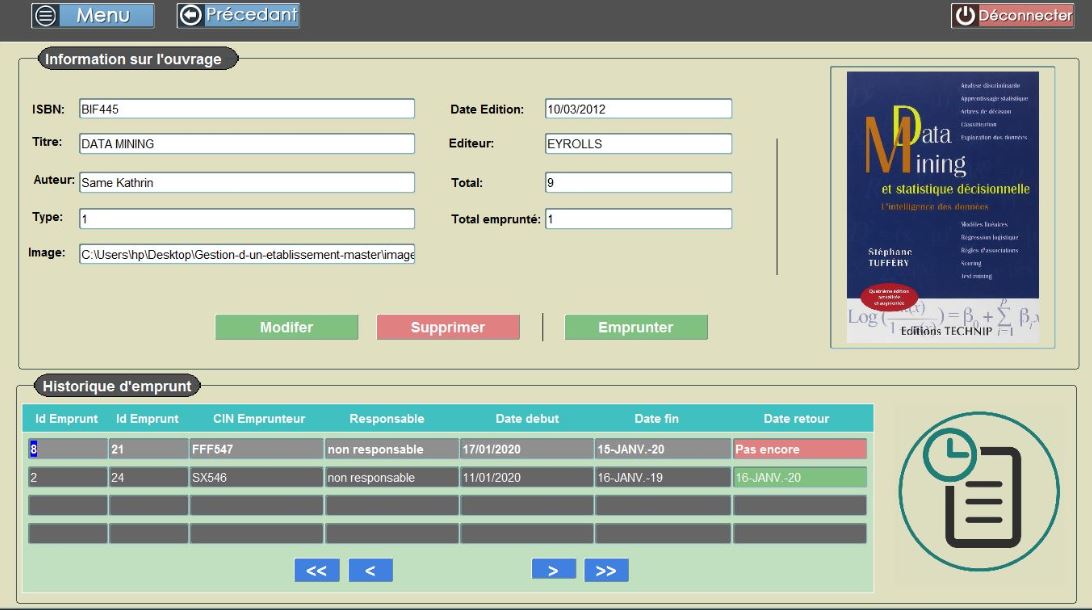 Menu
Précedant
Déconnecter
Information sur l'ouvrage
ISBN: BIF445
Titre: DATA MINING
Auteur: Same Kathrin
Type: 1
Image: C:\Users\hp\Desktop\Gestion-d-un-etablissement-master\image
Date Edition: 10/03/2012
Editeur: EYROLLS
Total: 9
Total emprunté: 1
Analyse discriminante
Apprentissage statistique
Arbres de décision
Classification
Exploration des données
Data
Mining
et statistique décisionnelle
L'intelligence des données
Modèles linéaires
Régression logistique
Règles d'associations
Scoring
Text mining
Stéphane
TUFFÉRY
Quatrième édition
actualisée
et augmentée
Editions TECHNIP
Modifer
Supprimer
Emprunter
Historique d'emprunt
Id Emprunt Id Emprunt CIN Emprunteur Responsable Date debut Date fin Date retour
8 21 FFF547 non responsable 17/01/2020 15-JANV.-20 Pas encore
2 24 SX546 non responsable 11/01/2020 16-JANV.-19 16-JANV.-20
<< < > >>